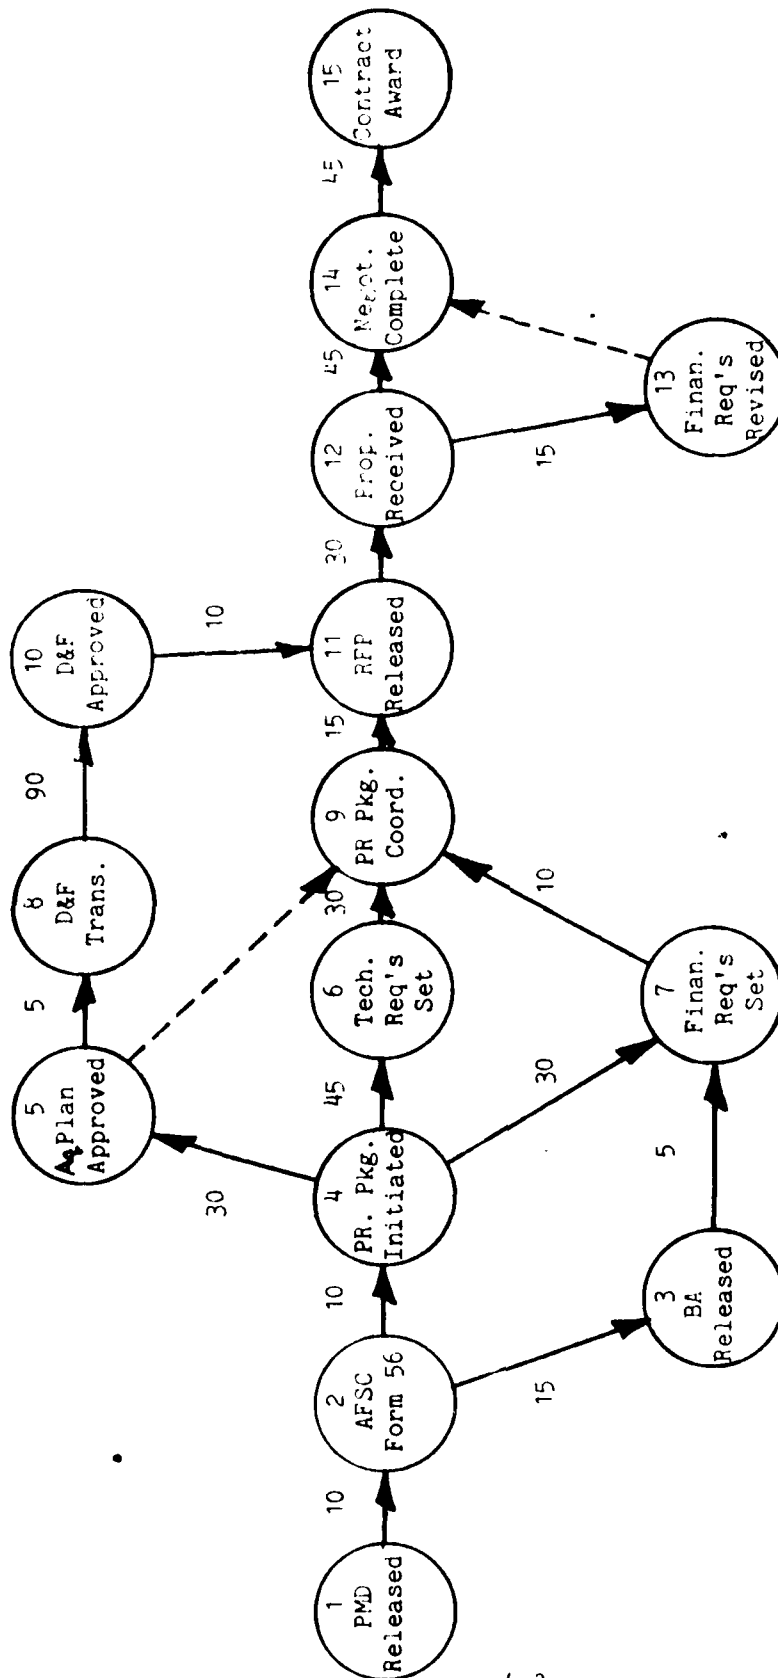 1
PMD
Released
10
2
AFSC
Form 56
10
15
3
BA
Released
5
4
PR. Pkg.
Initiated
30
45
30
5
Aq Plan
Approved
5
6
Tech.
Req's
Set
30
7
Finan.
Req's
Set
10
8
D&F
Trans.
90
9
PR Pkg.
Coord.
15
10
D&F
Approved
10
11
RFP
Released
30
12
Prop.
Received
45
15
13
Finan.
Req's
Revised
14
Negot.
Complete
45
15
Contract
Award